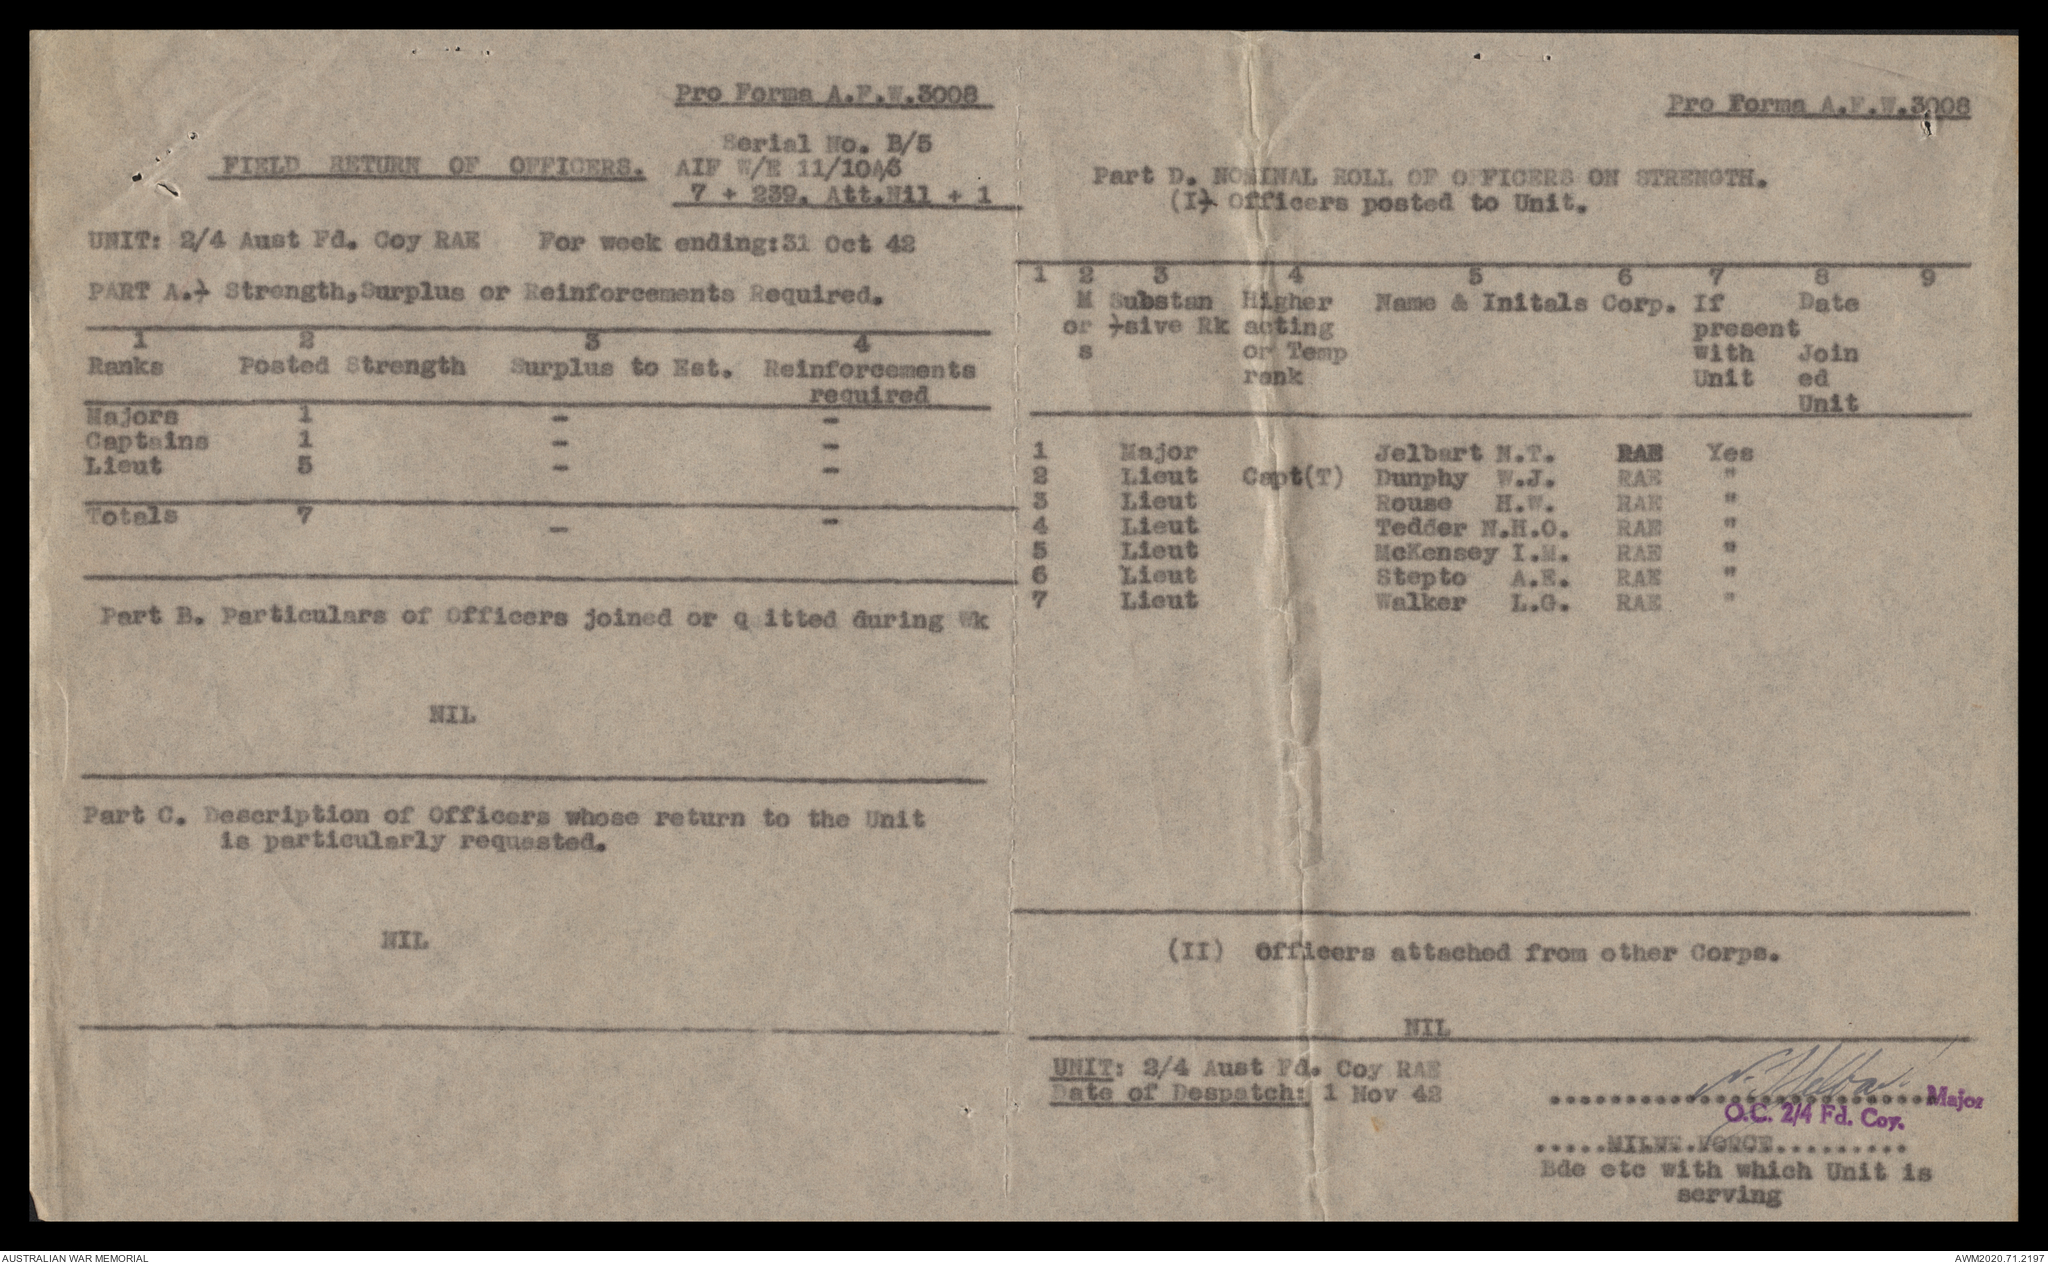 Pro Forma A.F.W.3008
Serial No. B/5
FIELD RETURN OF OFFICERS. AIF W/E 11/10
7 + 239. Att.Nil + 1
UNIT: 2/4 Aust Fd. Coy RAE For week ending:31 Oct 42
PART A.) Strength,Surplus or Reinforcements Required.
1 2 3 4
Ranks Posted Strength Surplus to Est. Reinforcements
required
Majors 1 - -
Captains 1 - -
Lieut 5 - -
Totals 7 - -
Part B. Particulars of Officers joined or q itted during Wk
NIL
Part C. Description of Officers whose return to the Unit
is particularly requested.
NIL
Pro Forma A.F.W.3008
Part D. NOMINAL ROLL OF OFFICERS ON STRENGTH.
(I) Officers posted to Unit.
1 2 3 4 5 6 7 8 9
M Substan Higher Name & Initals Corp. If Date
or )sive Rk acting present
s or Temp with Join
rank Unit ed
Unit
1 Major Jelbart N.T. RAE Yes
2 Lieut Capt(T) Dunphy W.J. RAE "
3 Lieut Rouse H.W. RAE "
4 Lieut Tedder N.H.O. RAE "
5 Lieut McKensey I.M. RAE "
6 Lieut Stepto A.E. RAE "
7 Lieut Walker L.G. RAE "
(II) Officers attached from other Corps.
NIL
UNIT: 2/4 Aust Fd. Coy RAE
Date of Despatch: 1 Nov 42
N. Jelbart
..........................Major
O.C. 2/4 Fd. Coy.
.....MILNE.FORCE.........
Bde etc with which Unit is
serving
AUSTRALIAN WAR MEMORIAL
AWM2020.71.2197